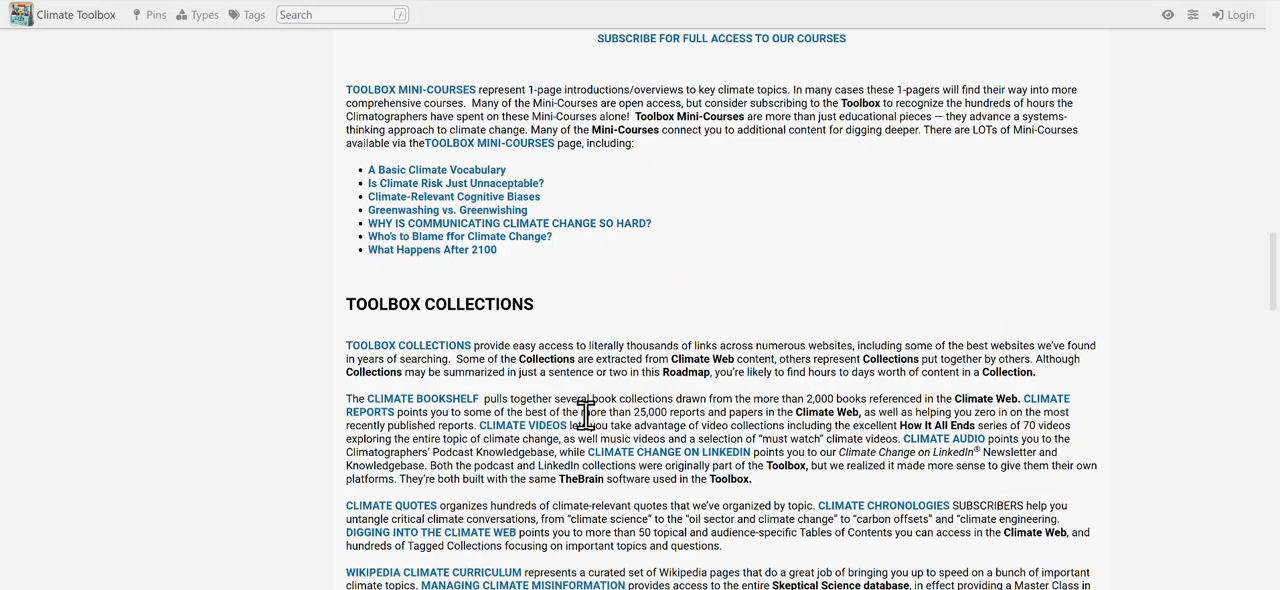 Climate Toolbox Pins Types Tags Search / Login
SUBSCRIBE FOR FULL ACCESS TO OUR COURSES
TOOLBOX MINI-COURSES represent 1-page introductions/overviews to key climate topics. In many cases these 1-pagers will find their way into more
comprehensive courses. Many of the Mini-Courses are open access, but consider subscribing to the Toolbox to recognize the hundreds of hours the
Climatographers have spent on these Mini-Courses alone! Toolbox Mini-Courses are more than just educational pieces — they advance a systems-
thinking approach to climate change. Many of the Mini-Courses connect you to additional content for digging deeper. There are LOTs of Mini-Courses
available via theTOOLBOX MINI-COURSES page, including:
• A Basic Climate Vocabulary
• Is Climate Risk Just Unnaceptable?
• Climate-Relevant Cognitive Biases
• Greenwashing vs. Greenwishing
• WHY IS COMMUNICATING CLIMATE CHANGE SO HARD?
• Who's to Blame ffor Climate Change?
• What Happens After 2100
TOOLBOX COLLECTIONS
TOOLBOX COLLECTIONS provide easy access to literally thousands of links across numerous websites, including some of the best websites we've found
in years of searching. Some of the Collections are extracted from Climate Web content, others represent Collections put together by others. Although
Collections may be summarized in just a sentence or two in this Roadmap, you're likely to find hours to days worth of content in a Collection.
The CLIMATE BOOKSHELF pulls together several book collections drawn from the more than 2,000 books referenced in the Climate Web. CLIMATE
REPORTS points you to some of the best of the more than 25,000 reports and papers in the Climate Web, as well as helping you zero in on the most
recently published reports. CLIMATE VIDEOS you take advantage of video collections including the excellent How It All Ends series of 70 videos
exploring the entire topic of climate change, as well music videos and a selection of "must watch" climate videos. CLIMATE AUDIO points you to the
Climatographers' Podcast Knowledgebase, while CLIMATE CHANGE ON LINKEDIN points you to our Climate Change on LinkedIn® Newsletter and
Knowledgebase. Both the podcast and LinkedIn collections were originally part of the Toolbox, but we realized it made more sense to give them their own
platforms. They're both built with the same TheBrain software used in the Toolbox.
CLIMATE QUOTES organizes hundreds of climate-relevant quotes that we've organized by topic. CLIMATE CHRONOLOGIES SUBSCRIBERS help you
untangle critical climate conversations, from "climate science" to the "oil sector and climate change" to "carbon offsets" and "climate engineering.
DIGGING INTO THE CLIMATE WEB points you to more than 50 topical and audience-specific Tables of Contents you can access in the Climate Web, and
hundreds of Tagged Collections focusing on important topics and questions.
WIKIPEDIA CLIMATE CURRICULUM represents a curated set of Wikipedia pages that do a great job of bringing you up to speed on a bunch of important
climate topics. MANAGING CLIMATE MISINFORMATION provides access to the entire Skeptical Science database, in effect providing a Master Class in